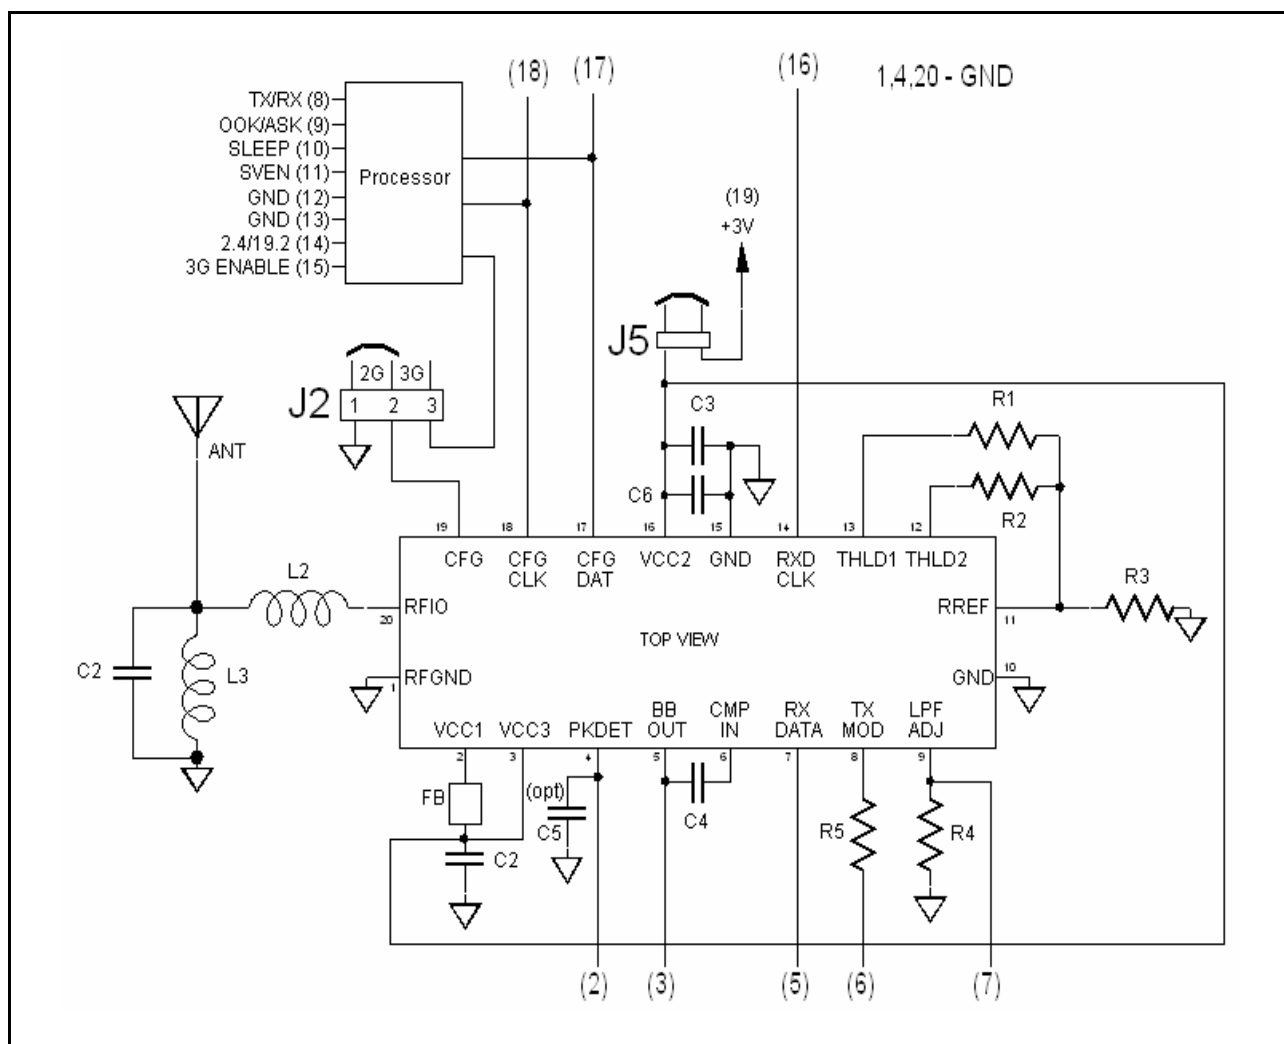 (18)
(17)
(16)
1,4,20 - GND
TX/RX (8)
OOK/ASK (9)
SLEEP (10)
SVEN (11)
GND (12)
GND (13)
2.4/19.2 (14)
3G ENABLE (15)
Processor
(19)
+3V
J5
J2
2G
3G
1
2
3
ANT
C3
C6
R1
R2
R3
19
18
17
16
15
14
13
12
CFG
CFG CLK
CFG DAT
VCC2
GND
RXD CLK
THLD1
THLD2
L2
RFIO
20
RREF
11
TOP VIEW
C2
L3
RFGND
1
GND
10
VCC1
VCC3
PKDET
BB OUT
CMP IN
RX DATA
TX MOD
LPF ADJ
2
3
4
5
6
7
8
9
FB
(opt)
C5
C2
C4
R5
R4
(2)
(3)
(5)
(6)
(7)